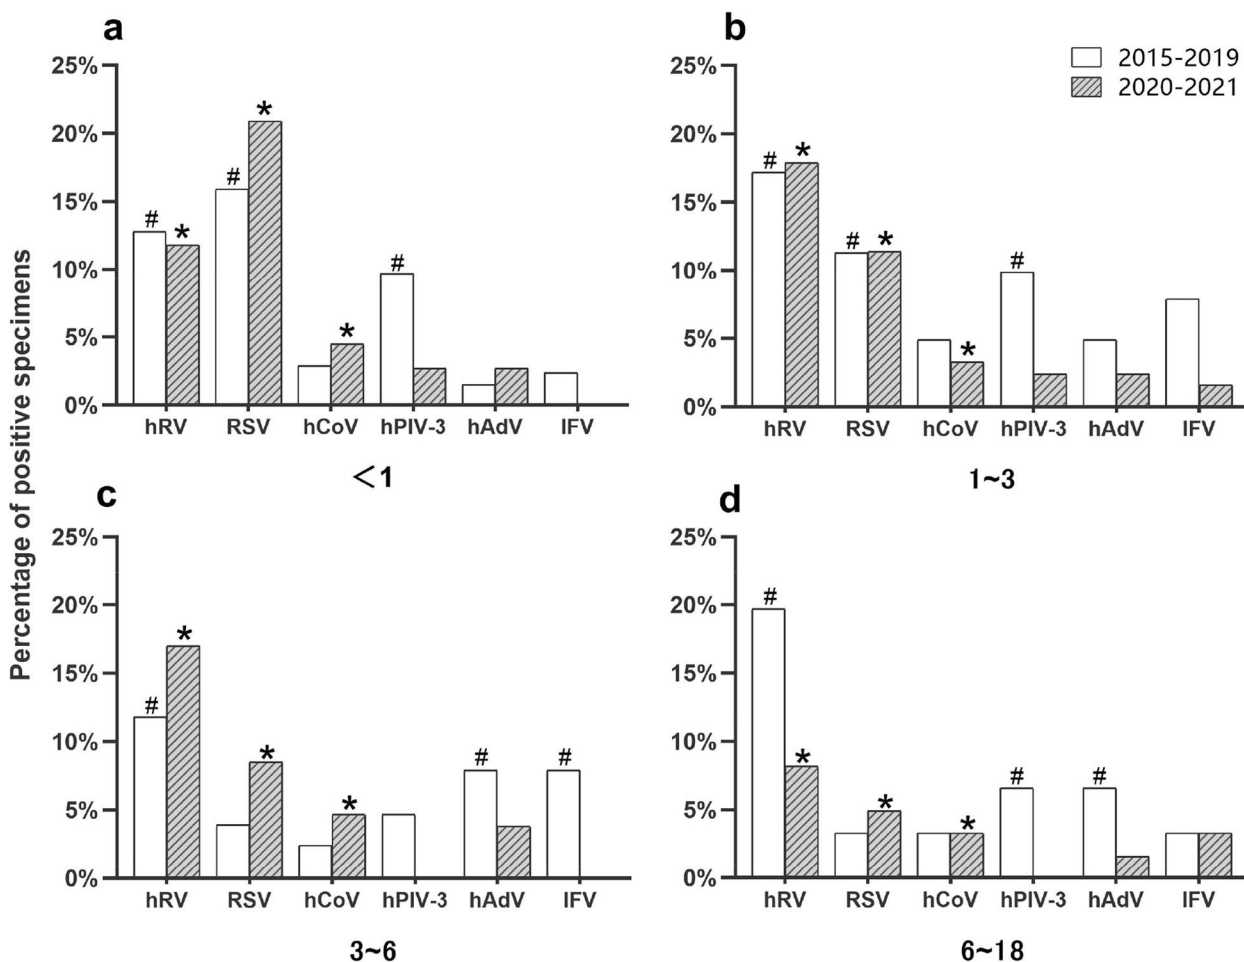 Percentage of positive specimens
a
25%
20%
15%
10%
5%
0%
# * # * * #
hRV RSV hCoV hPIV-3 hAdV IFV
<1
b
2015-2019
2020-2021
25%
20%
15%
10%
5%
0%
# * # * * #
hRV RSV hCoV hPIV-3 hAdV IFV
1~3
c
25%
20%
15%
10%
5%
0%
# * * * # #
hRV RSV hCoV hPIV-3 hAdV IFV
3~6
d
25%
20%
15%
10%
5%
0%
# * * * # #
hRV RSV hCoV hPIV-3 hAdV IFV
6~18